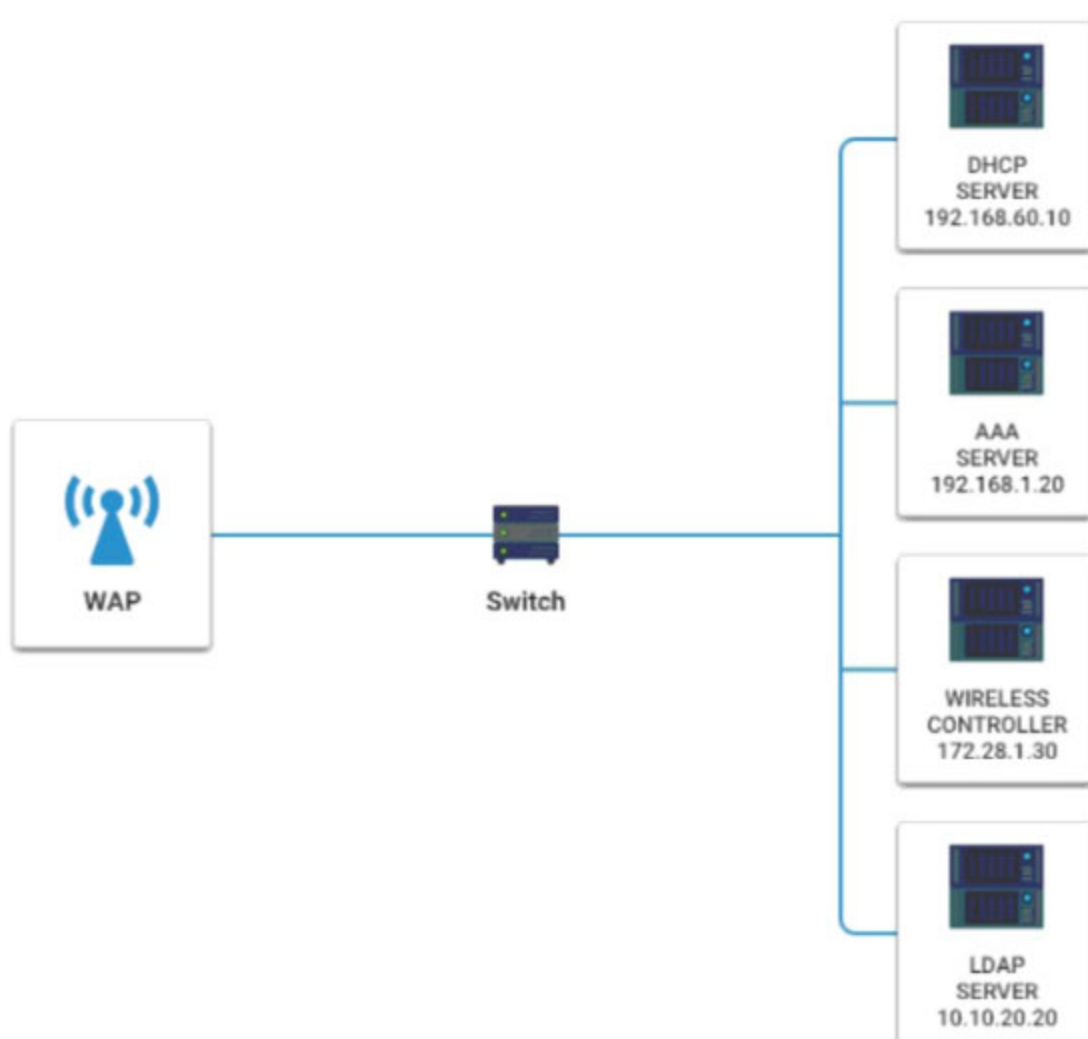 DHCP
SERVER
192.168.60.10
AAA
SERVER
192.168.1.20
WAP
Switch
WIRELESS
CONTROLLER
172.28.1.30
LDAP
SERVER
10.10.20.20